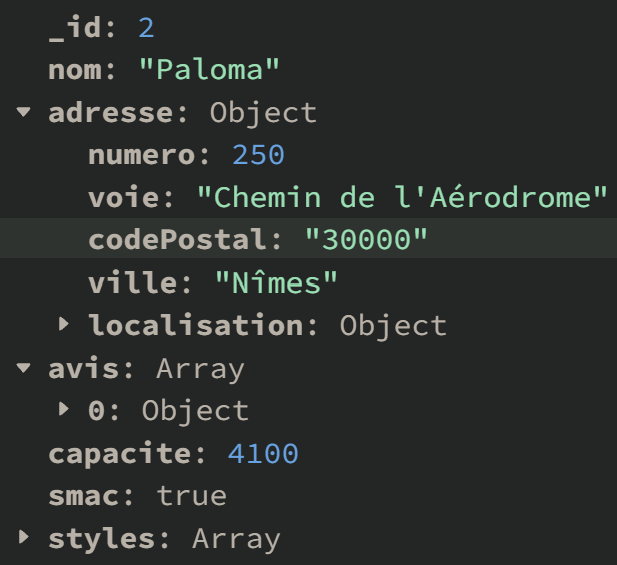 _id: 2
nom: "Paloma"
adresse: Object
numero: 250
voie: "Chemin de l'Aérodrome"
codePostal: "30000"
ville: "Nîmes"
localisation: Object
avis: Array
0: Object
capacite: 4100
smac: true
styles: Array